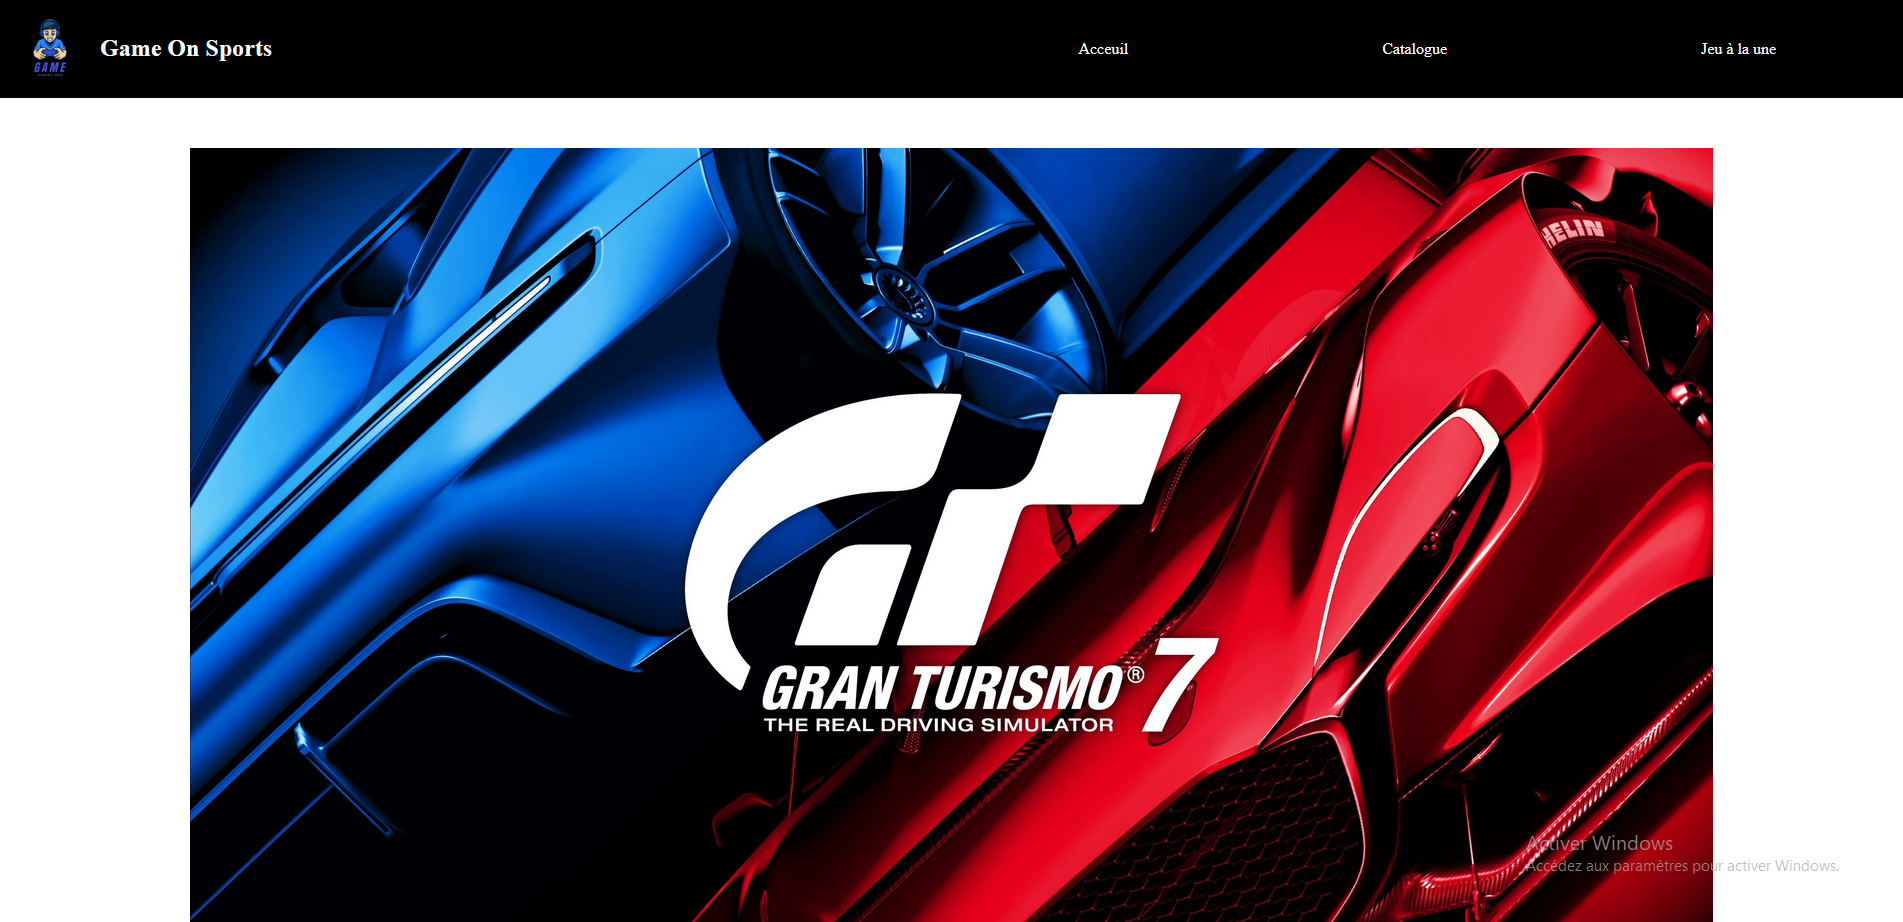 GAME
Game On Sports
Acceuil
Catalogue
Jeu à la une
HELIN
GRAN TURISMO® 7
THE REAL DRIVING SIMULATOR
Activer Windows
Accédez aux paramètres pour activer Windows.